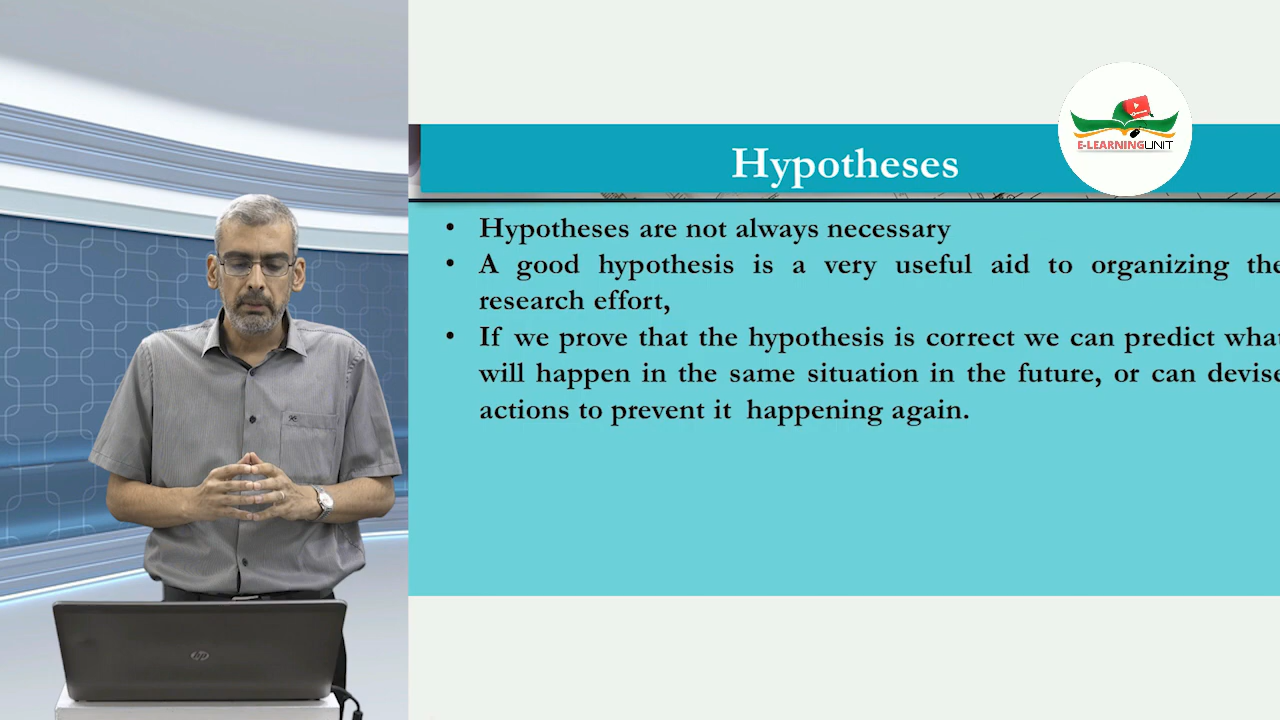 E-LEARNINGUNIT
Hypotheses
• Hypotheses are not always necessary
• A good hypothesis is a very useful aid to organizing the
research effort,
• If we prove that the hypothesis is correct we can predict what
will happen in the same situation in the future, or can devise
actions to prevent it happening again.
hp